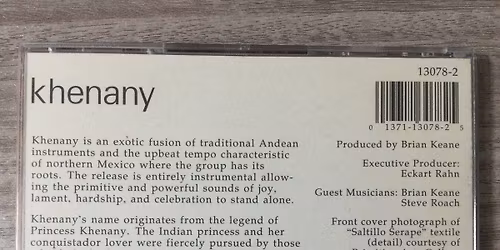 khenany
Khenany is an exotic fusion of traditional Andean
instruments and the upbeat tempo characteristic
of northern Mexico where the group has its
roots. The release is entirely instrumental allow-
ing the primitive and powerful sounds of joy,
lament, hardship, and celebration to stand alone.
Khenany's name originates from the legend of
Princess Khenany. The Indian princess and her
conquistador lover were fiercely pursued by those
13078-2
0 1371-13078-2 5
Produced by Brian Keane
Executive Producer:
Eckart Rahn
Guest Musicians: Brian Keane
Steve Roach
Front cover photograph of
"Saltillo Serape" textile
(detail) courtesy of